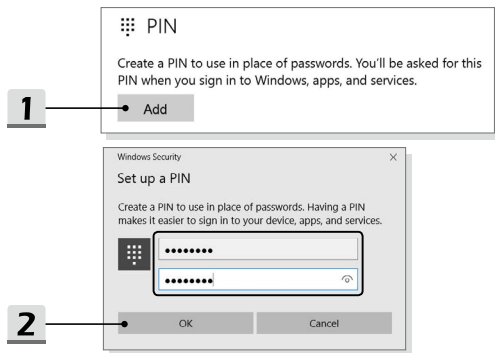 PIN
Create a PIN to use in place of passwords. You'll be asked for this
PIN when you sign in to Windows, apps, and services.
1
Add
Windows Security
Set up a PIN
Create a PIN to use in place of passwords. Having a PIN
makes it easier to sign in to your device, apps, and services.
••••••••
••••••••
2
OK Cancel